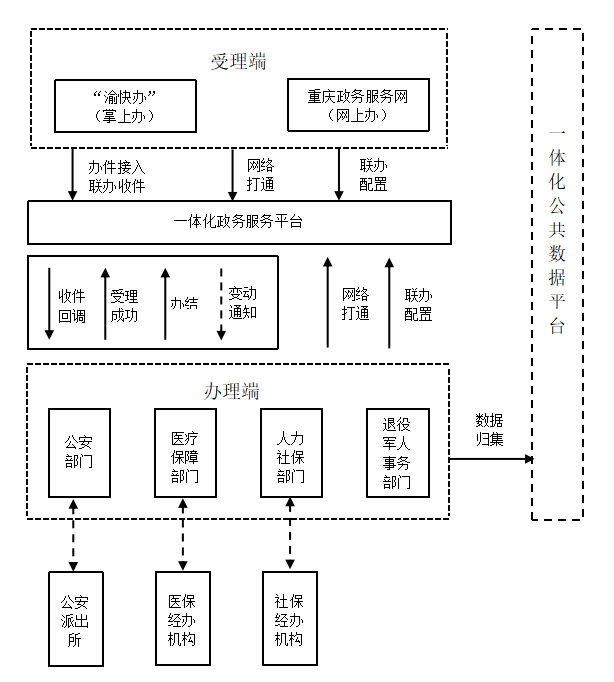 受理端
“渝快办”
（掌上办）
重庆政务服务网
（网上办）
办件接入
联办收件
网络
打通
联办
配置
一体化政务服务平台
收件
回调
受理
成功
办结
变动
通知
网络
打通
联办
配置
办理端
公安
部门
医疗
保障
部门
人力
社保
部门
退役
军人
事务
部门
数据
归集
公安
派出
所
医保
经办
机构
社保
经办
机构
一体化公共数据平台